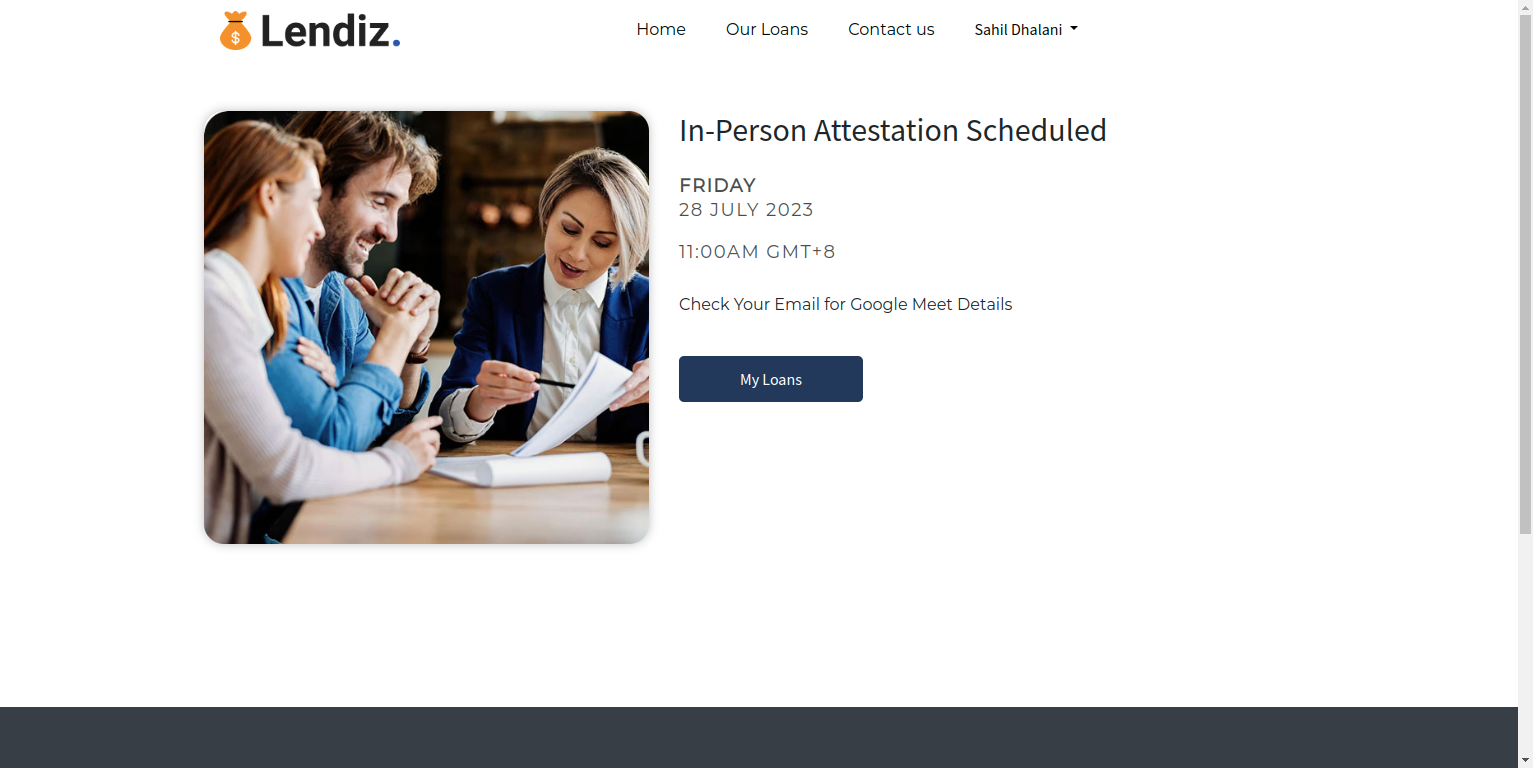 $ Lendiz.
Home Our Loans Contact us Sahil Dhalani
In-Person Attestation Scheduled
FRIDAY
28 JULY 2023
11:00AM GMT+8
Check Your Email for Google Meet Details
My Loans